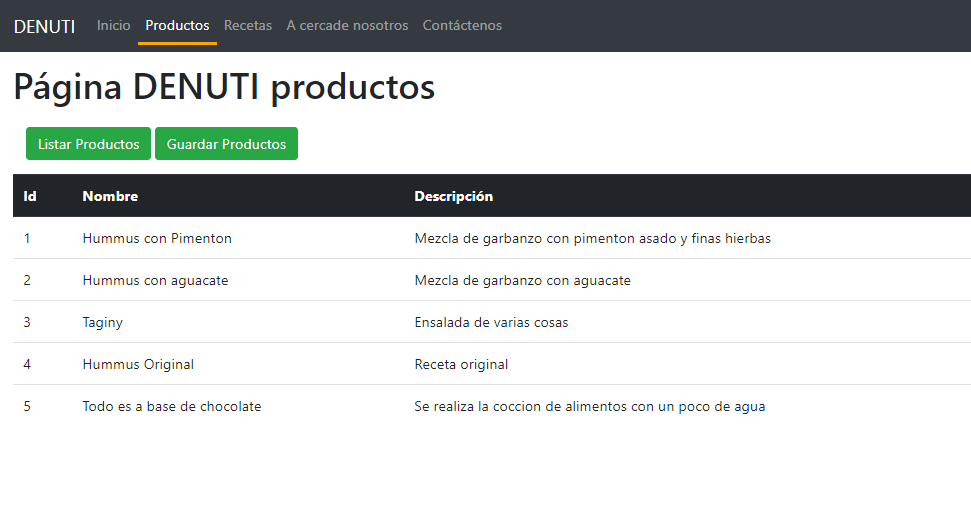 DENUTI Inicio Productos Recetas A cercade nosotros Contáctenos
Página DENUTI productos
Listar Productos Guardar Productos
Id Nombre Descripción
1 Hummus con Pimenton Mezcla de garbanzo con pimenton asado y finas hierbas
2 Hummus con aguacate Mezcla de garbanzo con aguacate
3 Taginy Ensalada de varias cosas
4 Hummus Original Receta original
5 Todo es a base de chocolate Se realiza la coccion de alimentos con un poco de agua